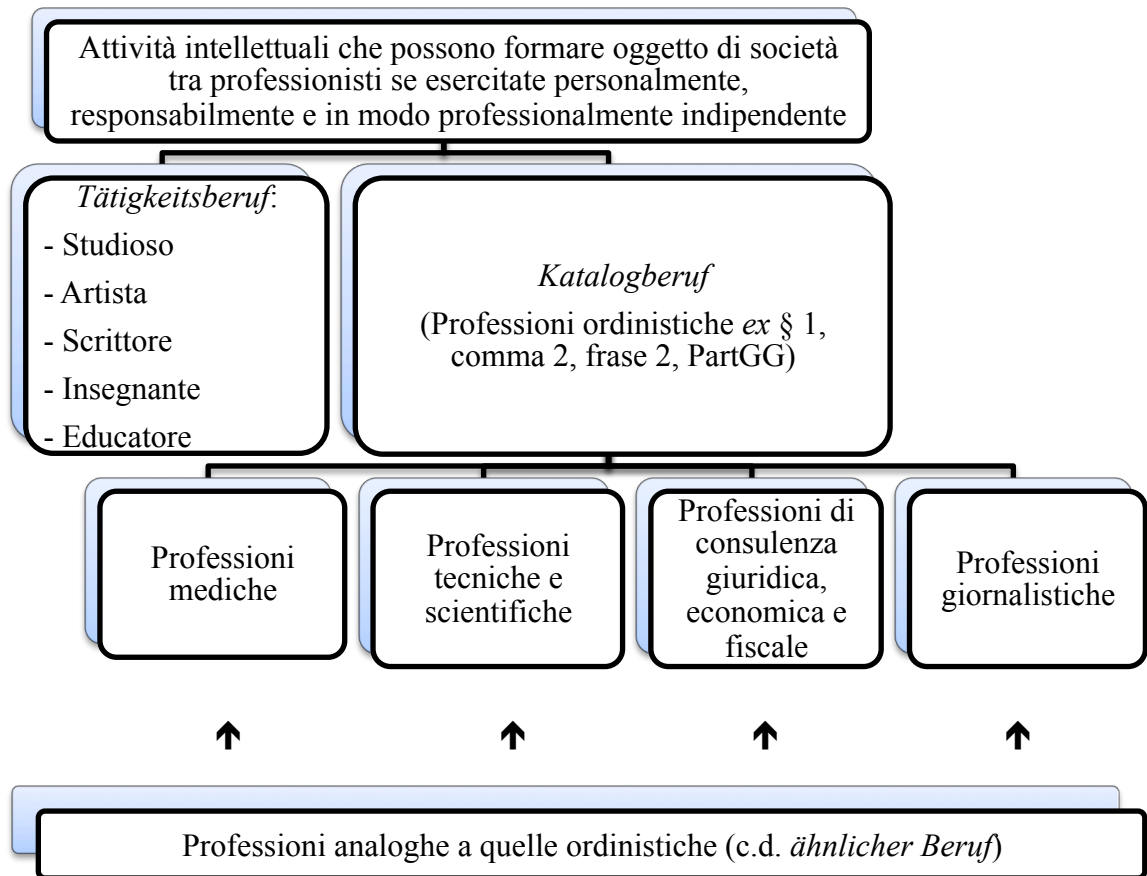 Attività intellettuali che possono formare oggetto di società
tra professionisti se esercitate personalmente,
responsabilmente e in modo professionalmente indipendente
Tätigkeitsberuf:
- Studioso
- Artista
- Scrittore
- Insegnante
- Educatore
Katalogberuf
(Professioni ordinistiche ex § 1,
comma 2, frase 2, PartGG)
Professioni
mediche
Professioni
tecniche e
scientifiche
Professioni di
consulenza
giuridica,
economica e
fiscale
Professioni
giornalistiche
Professioni analoghe a quelle ordinistiche (c.d. ähnlicher Beruf)